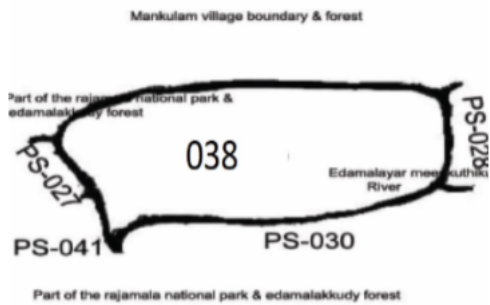 Mankulam village boundary & forest
Part of the rajamala national park &
edamalakkudy forest
038
PS-028
PS-027
Edamalayar
River
PS-041
PS-030
Part of the rajamala national park & edamalakkudy forest